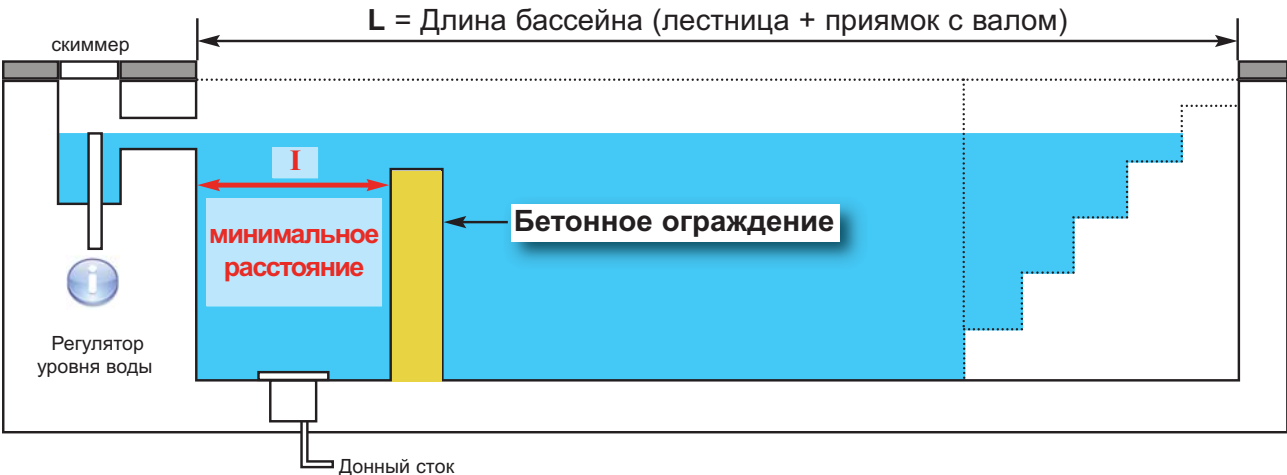 L = Длина бассейна (лестница + приямок с валом)
скиммер
I
минимальное
расстояние
Бетонное ограждение
i
Регулятор
уровня воды
Донный сток